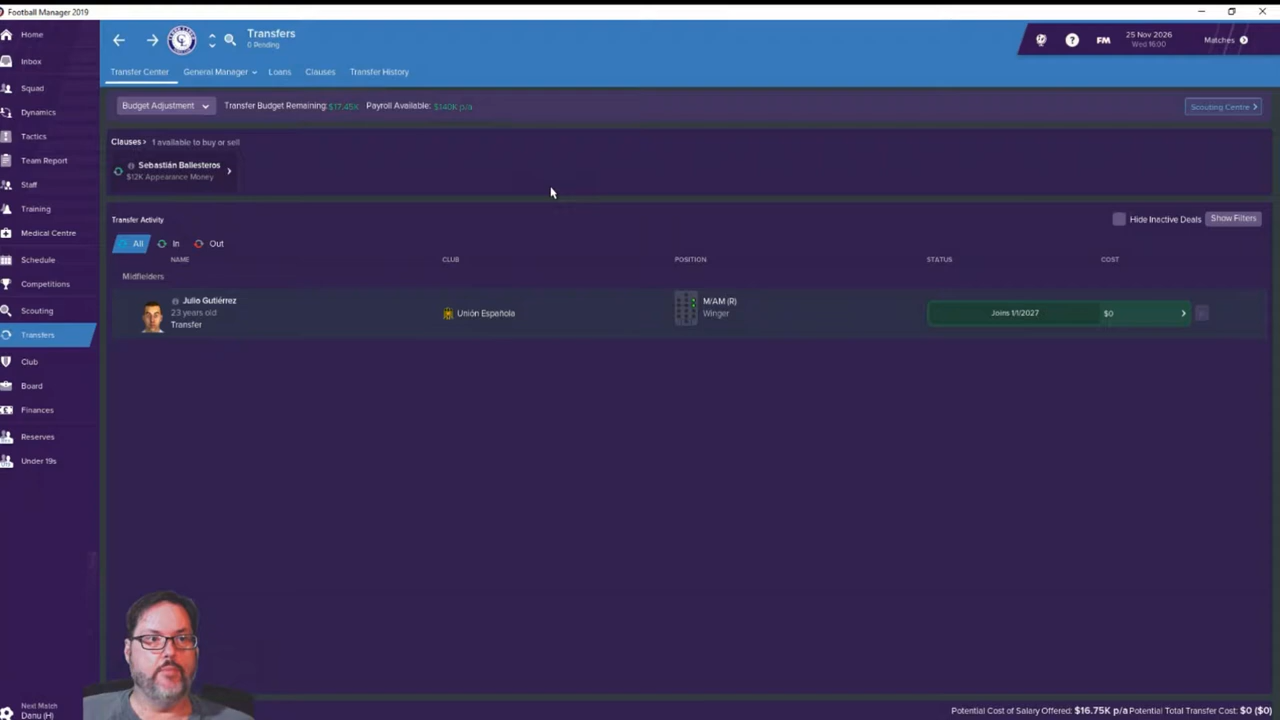 Football Manager 2019
Home
Inbox
Squad
Dynamics
Tactics
Team Report
Staff
Training
Medical Centre
Schedule
Competitions
Scouting
Transfers
Club
Board
Finances
Reserves
Under 19s
Next Match
Danu (H)
Transfers
0 Pending
25 Nov 2026
Wed 16:00
FM
Matches
Transfer Center
General Manager
Loans
Clauses
Transfer History
Budget Adjustment
Transfer Budget Remaining: $17.45K
Payroll Available: $140K p/a
Scouting Centre
Clauses
1 available to buy or sell
Sebastián Ballesteros
$12K Appearance Money
Transfer Activity
Hide Inactive Deals
Show Filters
All
In
Out
NAME
CLUB
POSITION
STATUS
COST
Midfielders
Julio Gutiérrez
23 years old
Transfer
Unión Española
M/AM (R)
Winger
Joins 1/1/2027
$0
Potential Cost of Salary Offered: $16.75K p/a Potential Total Transfer Cost: $0 ($0)